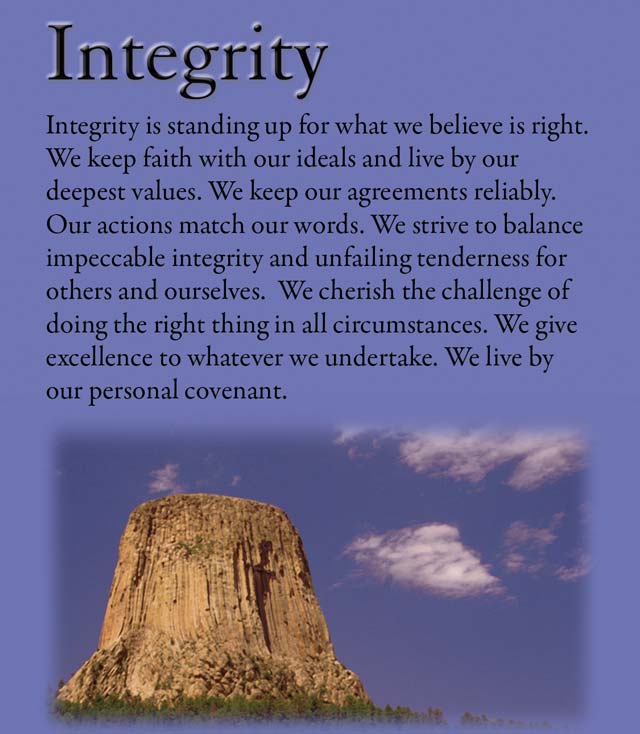 Integrity
Integrity is standing up for what we believe is right.
We keep faith with our ideals and live by our
deepest values. We keep our agreements reliably.
Our actions match our words. We strive to balance
impeccable integrity and unfailing tenderness for
others and ourselves.  We cherish the challenge of
doing the right thing in all circumstances. We give
excellence to whatever we undertake. We live by
our personal covenant.